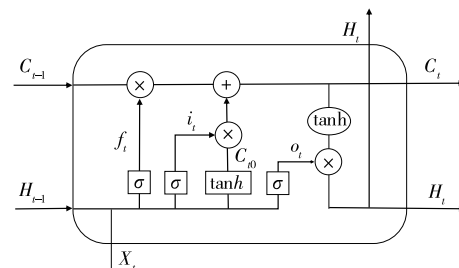 H_t
C_{t-1}
C_t
×
+
i_t
tanh
f_t
×
C_{t0}
o_t
×
σ
σ
tanh
σ
H_{t-1}
H_t
X_t